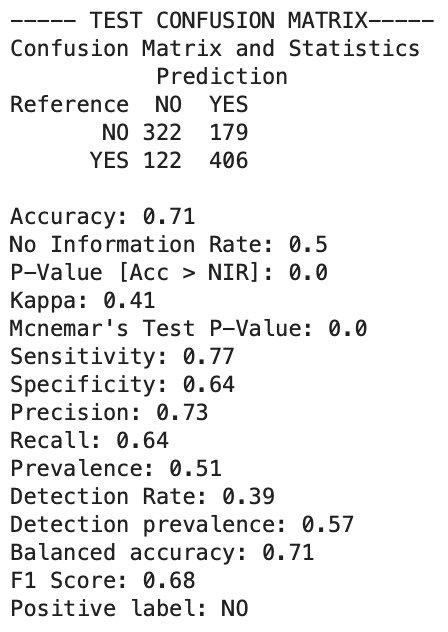 ----- TEST CONFUSION MATRIX-----
Confusion Matrix and Statistics
Prediction
Reference NO YES
NO 322 179
YES 122 406
Accuracy: 0.71
No Information Rate: 0.5
P-Value [Acc > NIR]: 0.0
Kappa: 0.41
Mcnemar's Test P-Value: 0.0
Sensitivity: 0.77
Specificity: 0.64
Precision: 0.73
Recall: 0.64
Prevalence: 0.51
Detection Rate: 0.39
Detection prevalence: 0.57
Balanced accuracy: 0.71
F1 Score: 0.68
Positive label: NO